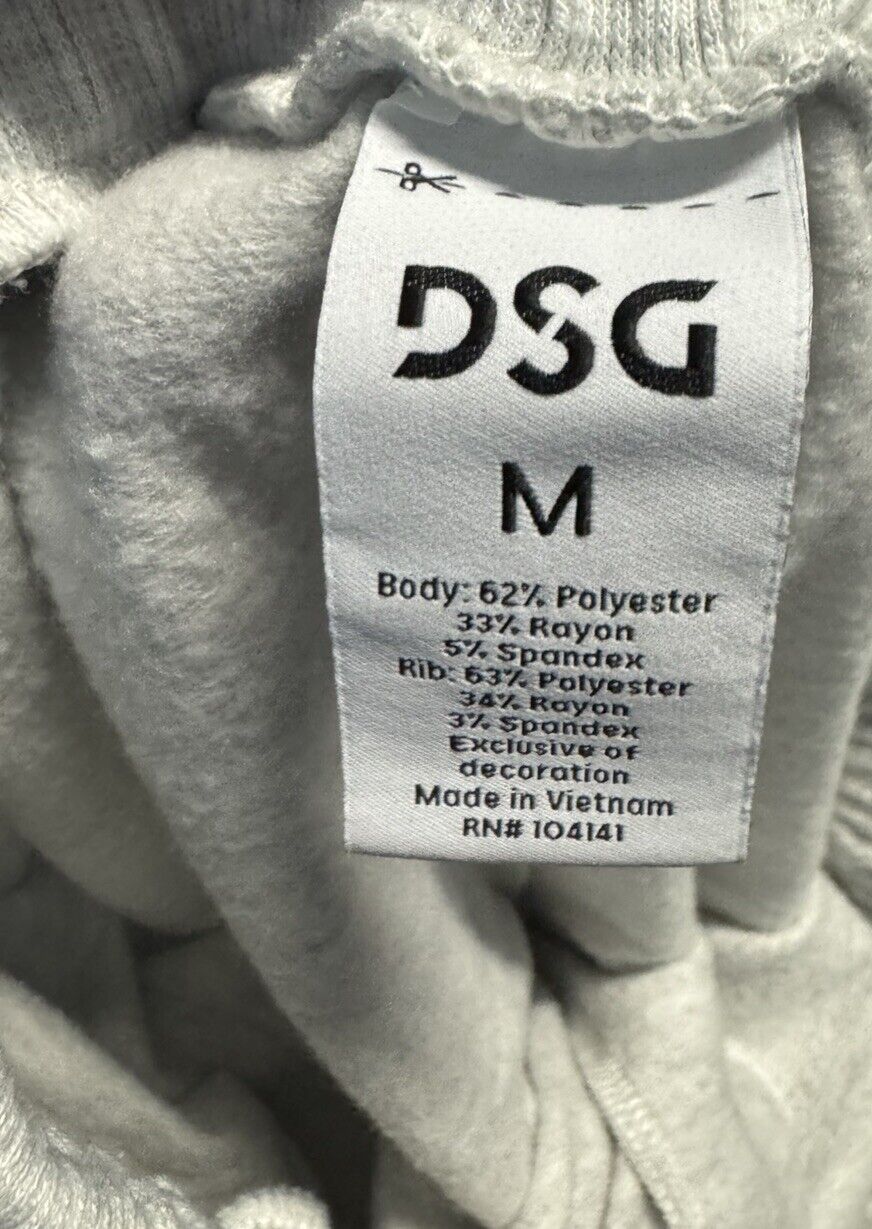 DSG
M
Body: 62% Polyester
33% Rayon
5% Spandex
Rib: 63% Polyester
34% Rayon
3% Spandex
Exclusive of
decoration
Made in Vietnam
RN# 104141